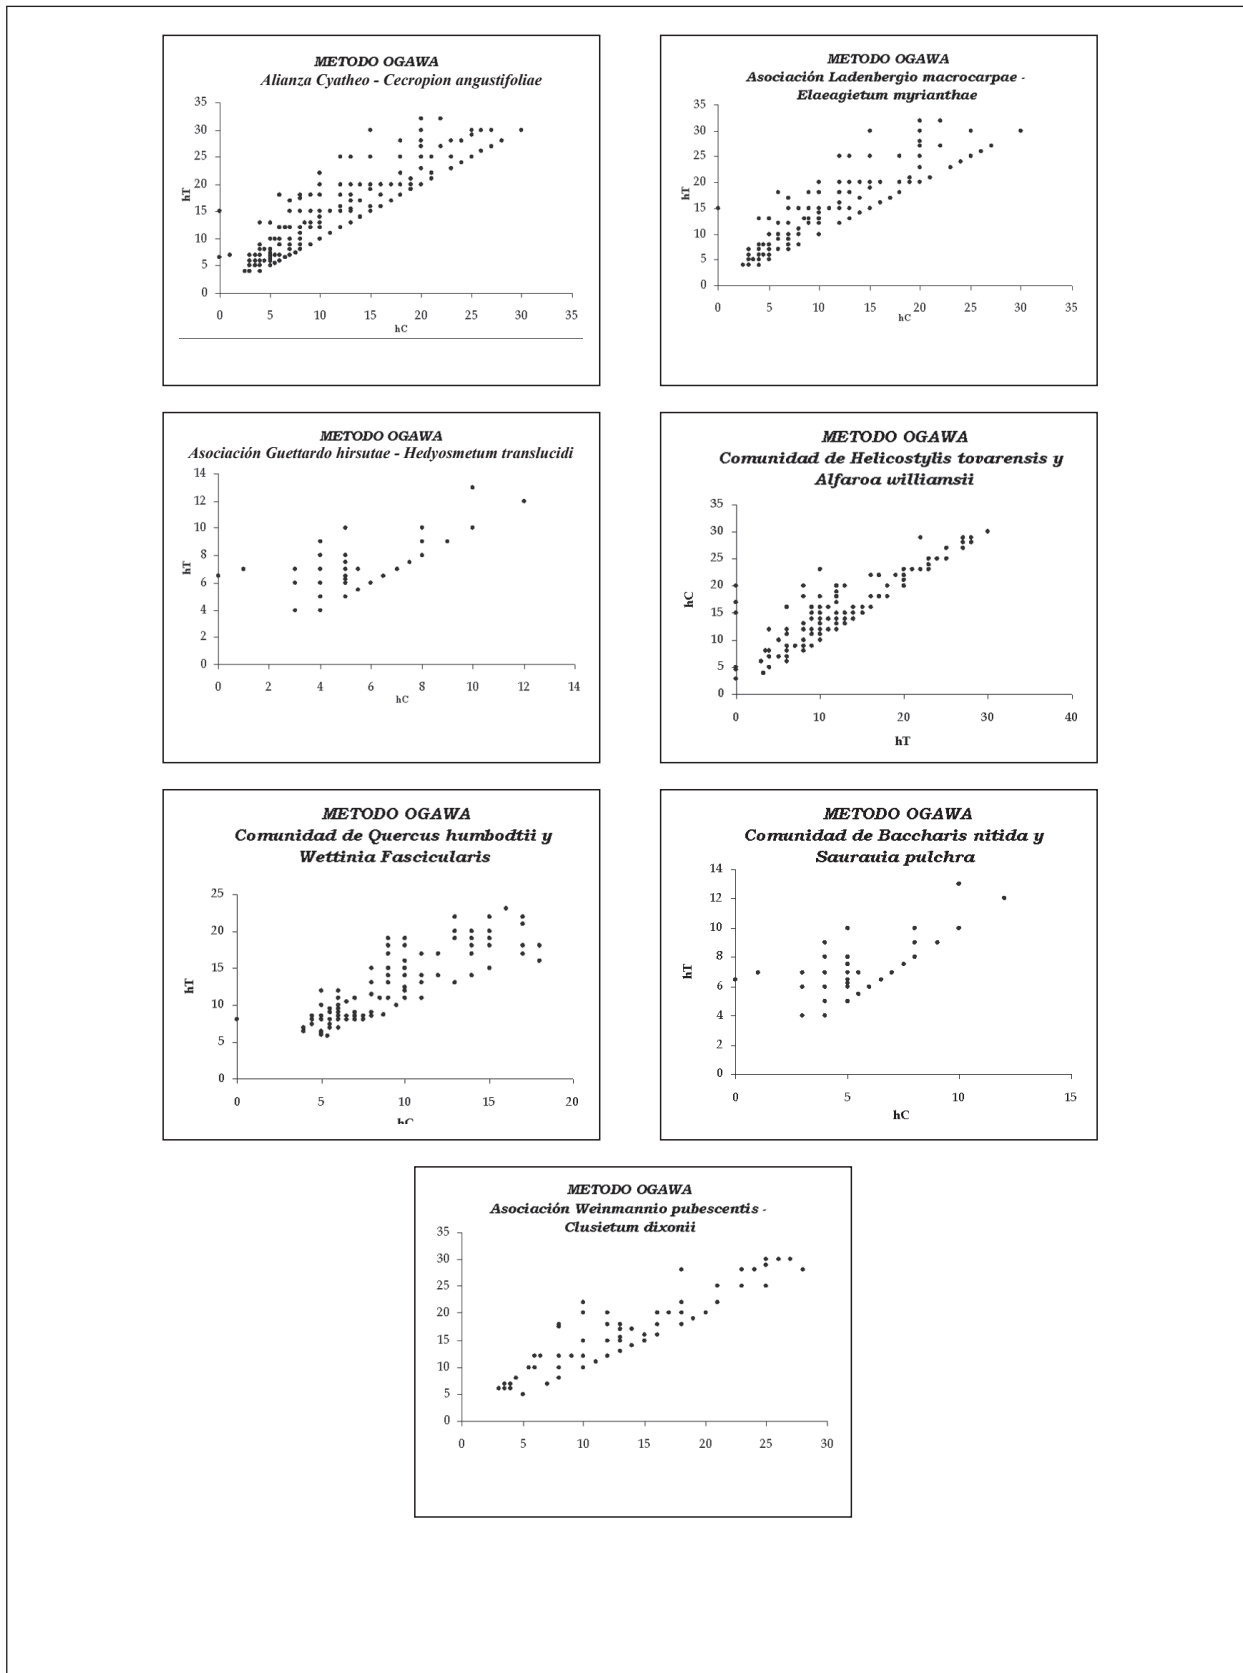 METODO OGAWA
Alianza Cyatheo - Cecropion angustifoliae
35
30
25
20
hT
15
10
5
0
0 5 10 15 20 25 30 35
hC
METODO OGAWA
Asociación Ladenbergio macrocarpae -
Elaeagietum myrianthae
35
30
25
20
hT
15
10
5
0
0 5 10 15 20 25 30 35
hC
METODO OGAWA
Asociación Guettardo hirsutae - Hedyosmetum translucidi
14
12
10
8
hT
6
4
2
0
0 2 4 6 8 10 12 14
hC
METODO OGAWA
Comunidad de Helicostylis tovarensis y
Alfaroa williamsii
35
30
25
20
hC
15
10
5
0
0 10 20 30 40
hT
METODO OGAWA
Comunidad de Quercus humbodtii y
Wettinia Fascicularis
25
20
15
hT
10
5
0
0 5 10 15 20
hC
METODO OGAWA
Comunidad de Baccharis nitida y
Saurauia pulchra
14
12
10
8
hT
6
4
2
0
0 5 10 15
hC
METODO OGAWA
Asociación Weinmannio pubescentis -
Clusietum dixonii
35
30
25
20
15
10
5
0
0 5 10 15 20 25 30